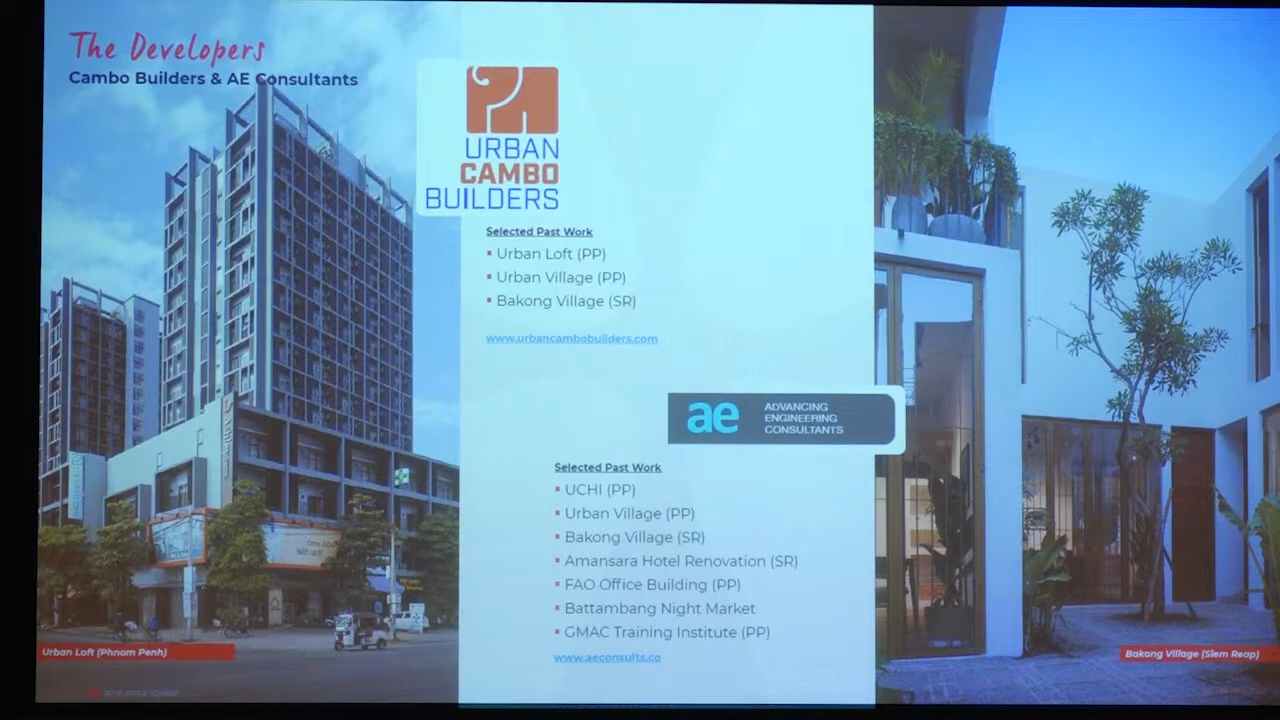 The Developers
Cambo Builders & AE Consultants
URBAN
CAMBO
BUILDERS
Selected Past Work
▪ Urban Loft (PP)
▪ Urban Village (PP)
▪ Bakong Village (SR)
www.urbancambobuilders.com
ae ADVANCING
ENGINEERING
CONSULTANTS
Selected Past Work
▪ UCHI (PP)
▪ Urban Village (PP)
▪ Bakong Village (SR)
▪ Amansara Hotel Renovation (SR)
▪ FAO Office Building (PP)
▪ Battambang Night Market
▪ GMAC Training Institute (PP)
www.aeconsults.co
Urban Loft (Phnom Penh)
Bakong Village (Siem Reap)